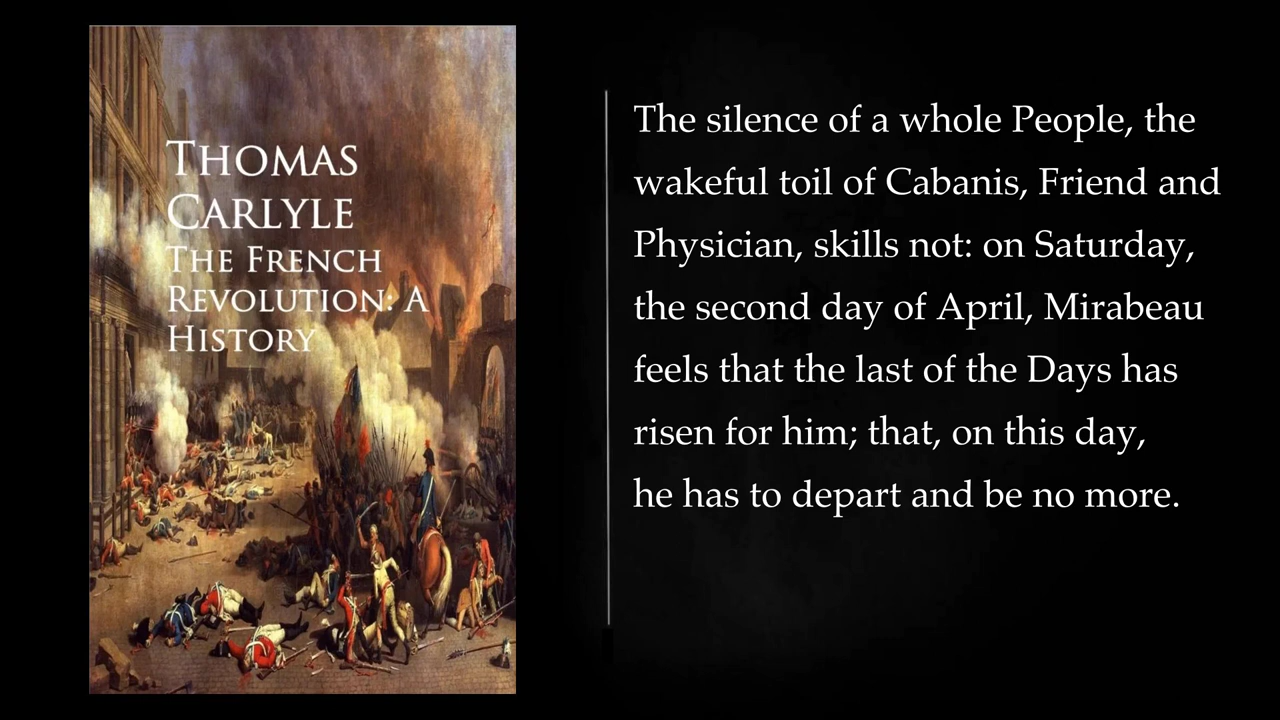 THOMAS
CARLYLE
THE FRENCH
REVOLUTION: A
HISTORY
The silence of a whole People, the
wakeful toil of Cabanis, Friend and
Physician, skills not: on Saturday,
the second day of April, Mirabeau
feels that the last of the Days has
risen for him; that, on this day,
he has to depart and be no more.